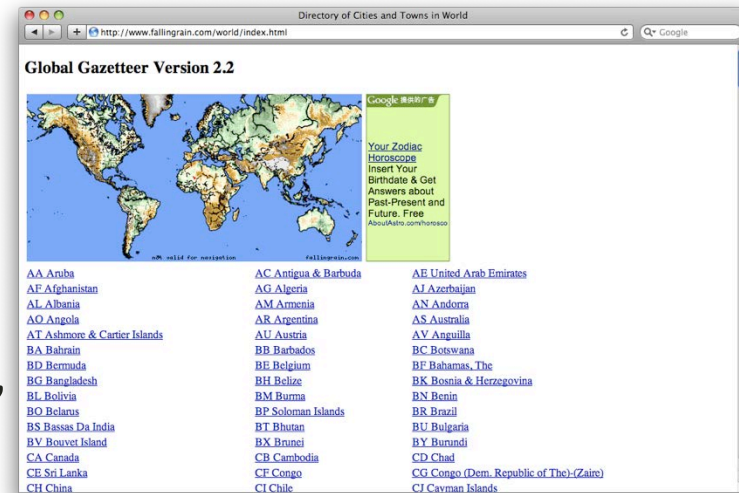 Directory of Cities and Towns in World
http://www.fallingrain.com/world/index.html
Google
Global Gazetteer Version 2.2
Google 提供的广告
Your Zodiac
Horoscope
Insert Your
Birthdate & Get
Answers about
Past-Present and
Future. Free
AboutAstro.com/horosco
not valid for navigation
fallingrain.com
AA Aruba AC Antigua & Barbuda AE United Arab Emirates
AF Afghanistan AG Algeria AJ Azerbaijan
AL Albania AM Armenia AN Andorra
AO Angola AR Argentina AS Australia
AT Ashmore & Cartier Islands AU Austria AV Anguilla
BA Bahrain BB Barbados BC Botswana
BD Bermuda BE Belgium BF Bahamas, The
BG Bangladesh BH Belize BK Bosnia & Herzegovina
BL Bolivia BM Burma BN Benin
BO Belarus BP Soloman Islands BR Brazil
BS Bassas Da India BT Bhutan BU Bulgaria
BV Bouvet Island BX Brunei BY Burundi
CA Canada CB Cambodia CD Chad
CE Sri Lanka CF Congo CG Congo (Dem. Republic of The)-(Zaire)
CH China CI Chile CJ Cayman Islands